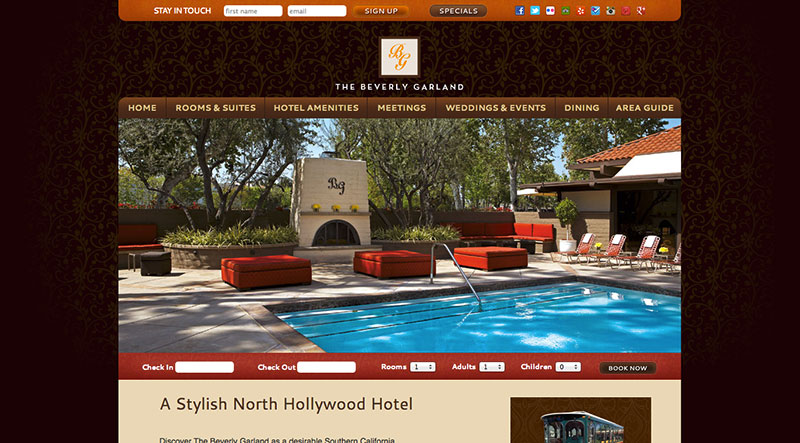 STAY IN TOUCH first name email SIGN UP SPECIALS
BG
THE BEVERLY GARLAND
HOME ROOMS & SUITES HOTEL AMENITIES MEETINGS WEDDINGS & EVENTS DINING AREA GUIDE
BG
Check In Check Out Rooms 1 Adults 1 Children 0 BOOK NOW
A Stylish North Hollywood Hotel
Discover The Beverly Garland as a desirable Southern California